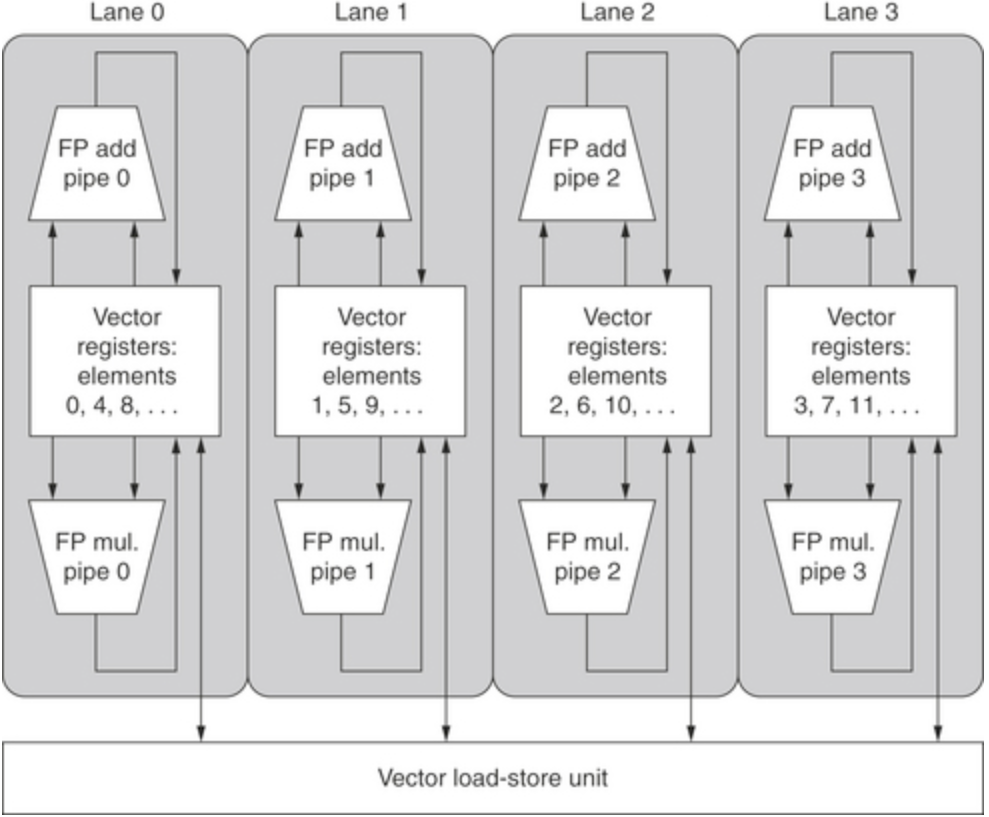 Lane 0
Lane 1
Lane 2
Lane 3
FP add
pipe 0
FP add
pipe 1
FP add
pipe 2
FP add
pipe 3
Vector
registers:
elements
0, 4, 8, . . .
Vector
registers:
elements
1, 5, 9, . . .
Vector
registers:
elements
2, 6, 10, . . .
Vector
registers:
elements
3, 7, 11, . . .
FP mul.
pipe 0
FP mul.
pipe 1
FP mul.
pipe 2
FP mul.
pipe 3
Vector load-store unit